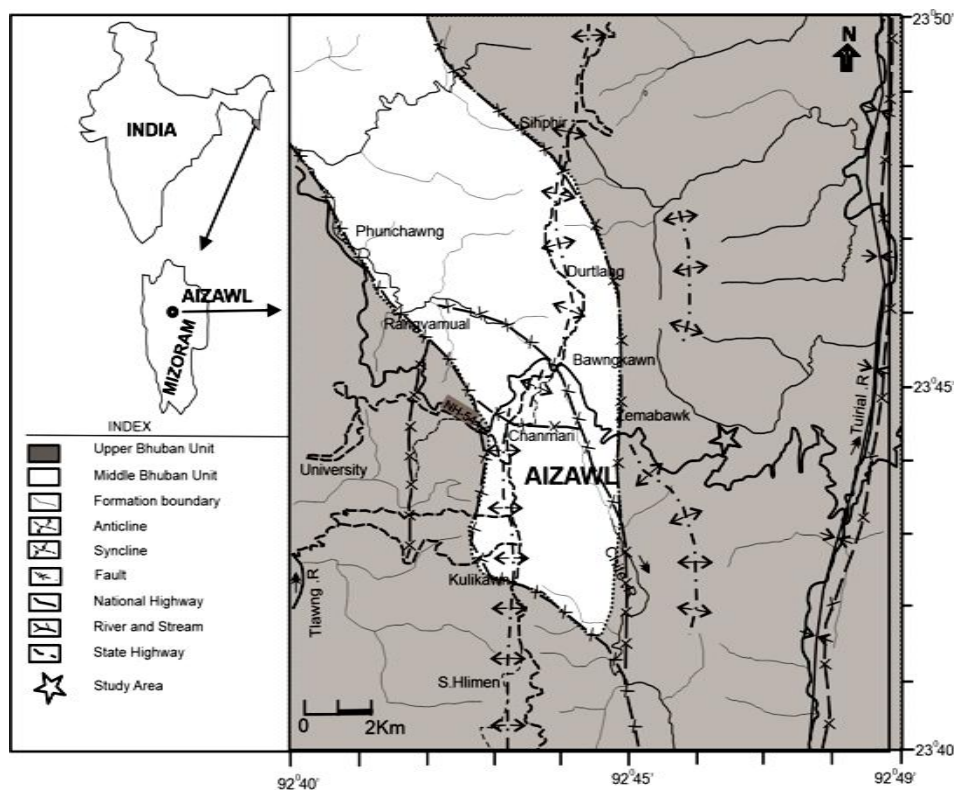 INDIA
AIZAWL
MIZORAM
INDEX
Upper Bhuban Unit
Middle Bhuban Unit
Formation boundary
Anticline
Syncline
Fault
National Highway
River and Stream
State Highway
Study Area
N
Sihphir
Phunchawng
Durtlang
Rangvamual
Bawngkawn
NH-54
Zemabawk
Chanmari
University
AIZAWL
Tuirial .R
Kulikawn
Tlawng .R
S.Hlimen
0 2Km
23°50'
23°45'
23°40'
92°40'
92°45'
92°49'